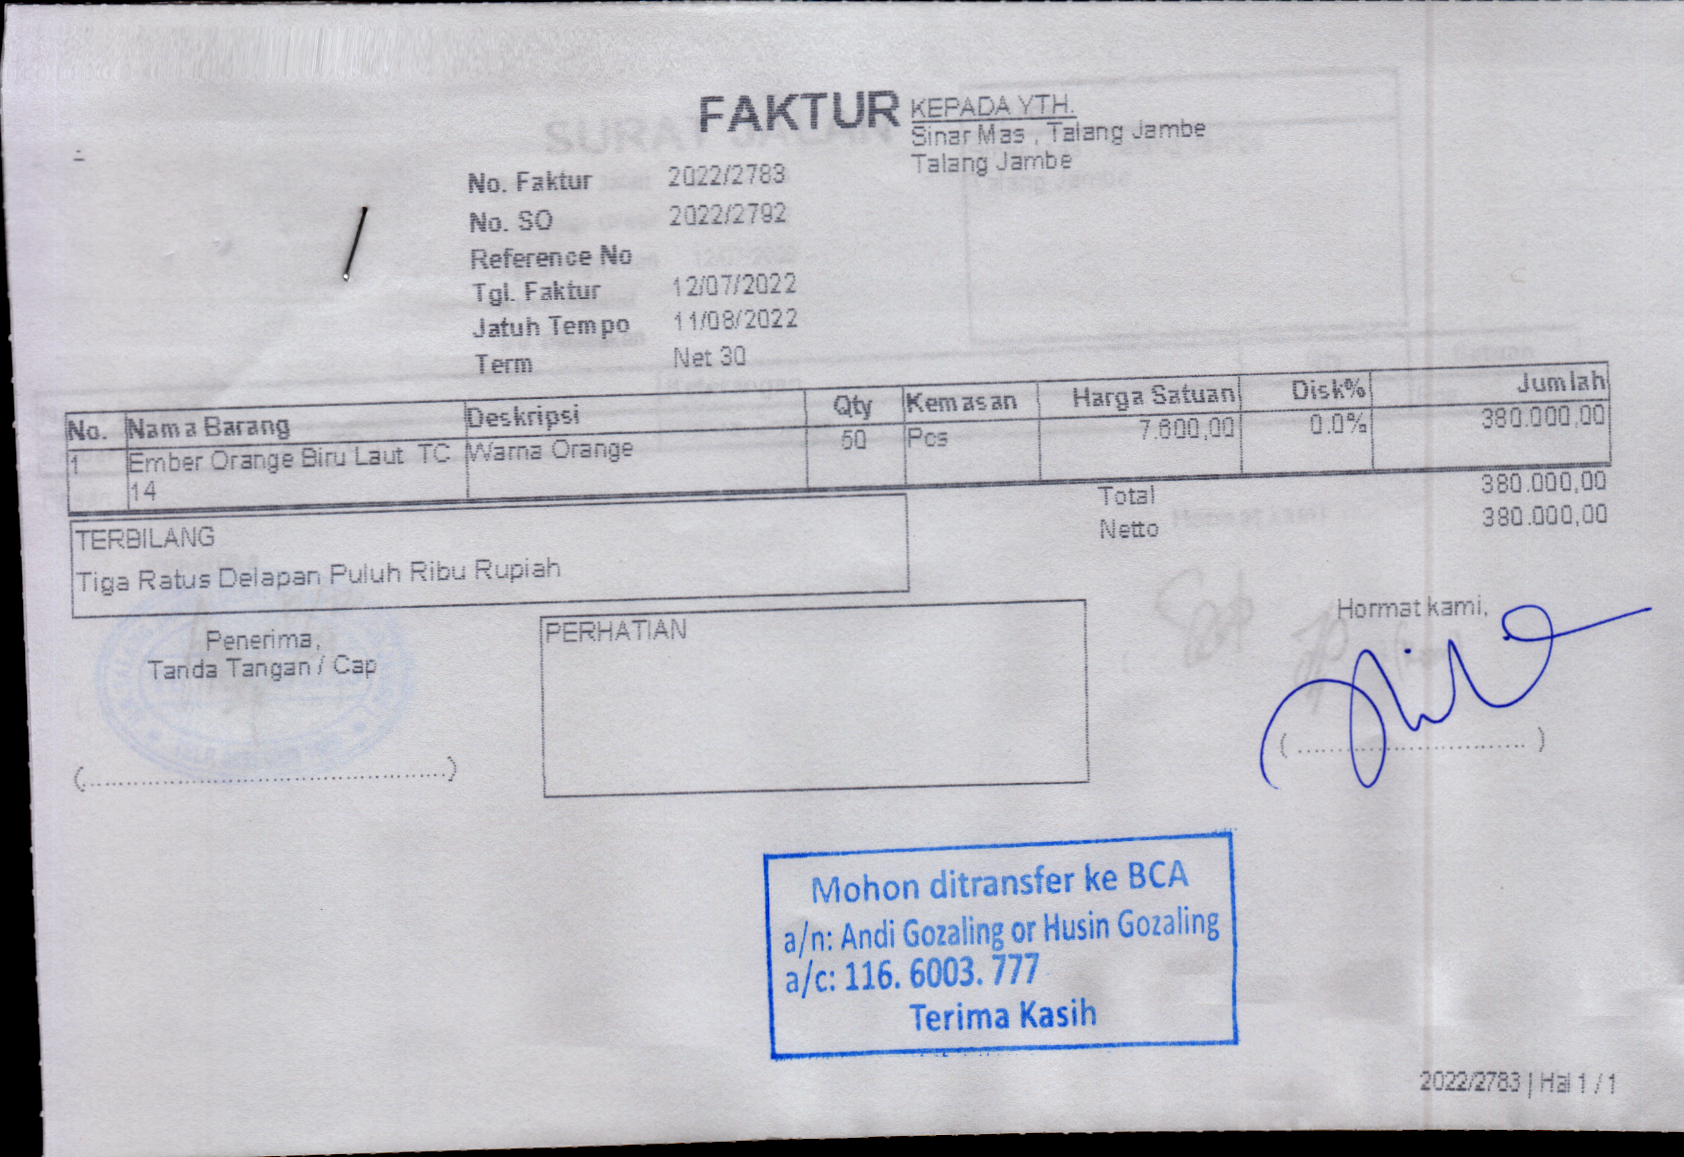 FAKTUR
KEPADA YTH.
Sinar Mas , Talang Jambe
Talang Jambe
No. Faktur 2022/2783
No. SO 2022/2792
Reference No
Tgl. Faktur 12/07/2022
Jatuh Tempo 11/08/2022
Term Net 30
No. Nama Barang Deskripsi Qty Kemasan Harga Satuan Disk% Jumlah
1 Ember Orange Biru Laut TC 14 Warna Orange 50 Pcs 7.600,00 0.0% 380.000,00
Total 380.000,00
Netto 380.000,00
TERBILANG
Tiga Ratus Delapan Puluh Ribu Rupiah
Penerima,
Tanda Tangan / Cap
PERHATIAN
Hormat kami,
Mohon ditransfer ke BCA
a/n: Andi Gozaling or Husin Gozaling
a/c: 116. 6003. 777
Terima Kasih
2022/2783 | Hal 1 / 1